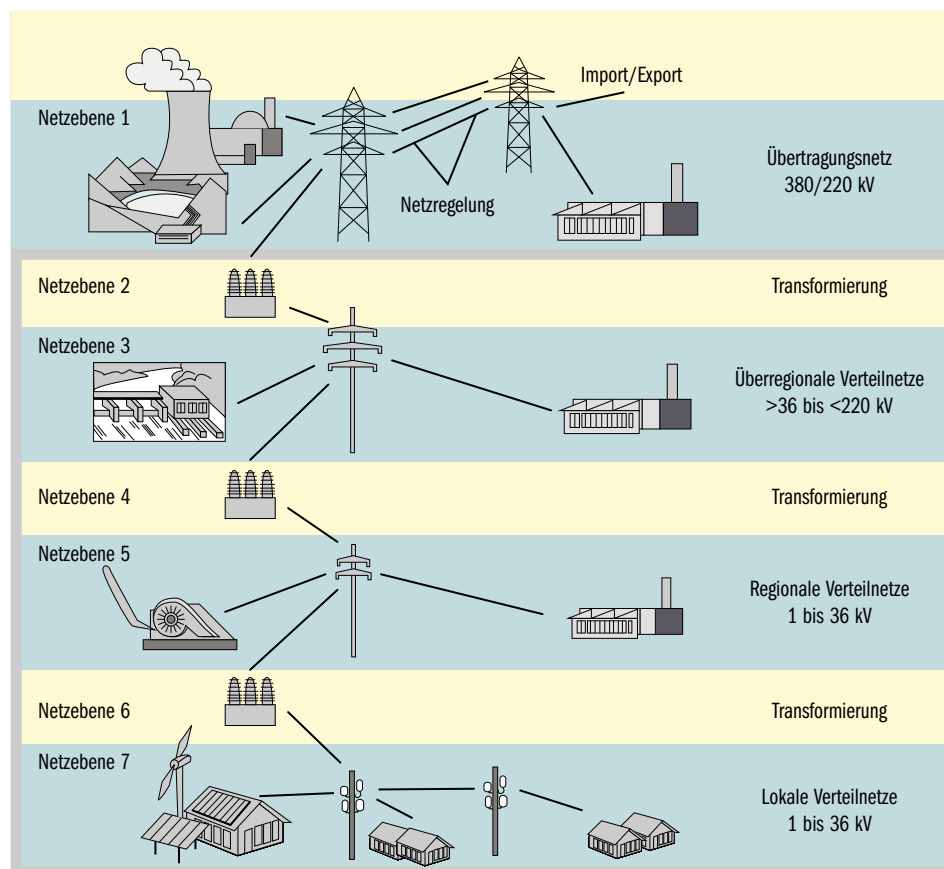 Import/Export
Netzebene 1
Übertragungsnetz
380/220 kV
Netzregelung
Netzebene 2
Transformierung
Netzebene 3
Überregionale Verteilnetze
>36 bis <220 kV
Netzebene 4
Transformierung
Netzebene 5
Regionale Verteilnetze
1 bis 36 kV
Netzebene 6
Transformierung
Netzebene 7
Lokale Verteilnetze
1 bis 36 kV